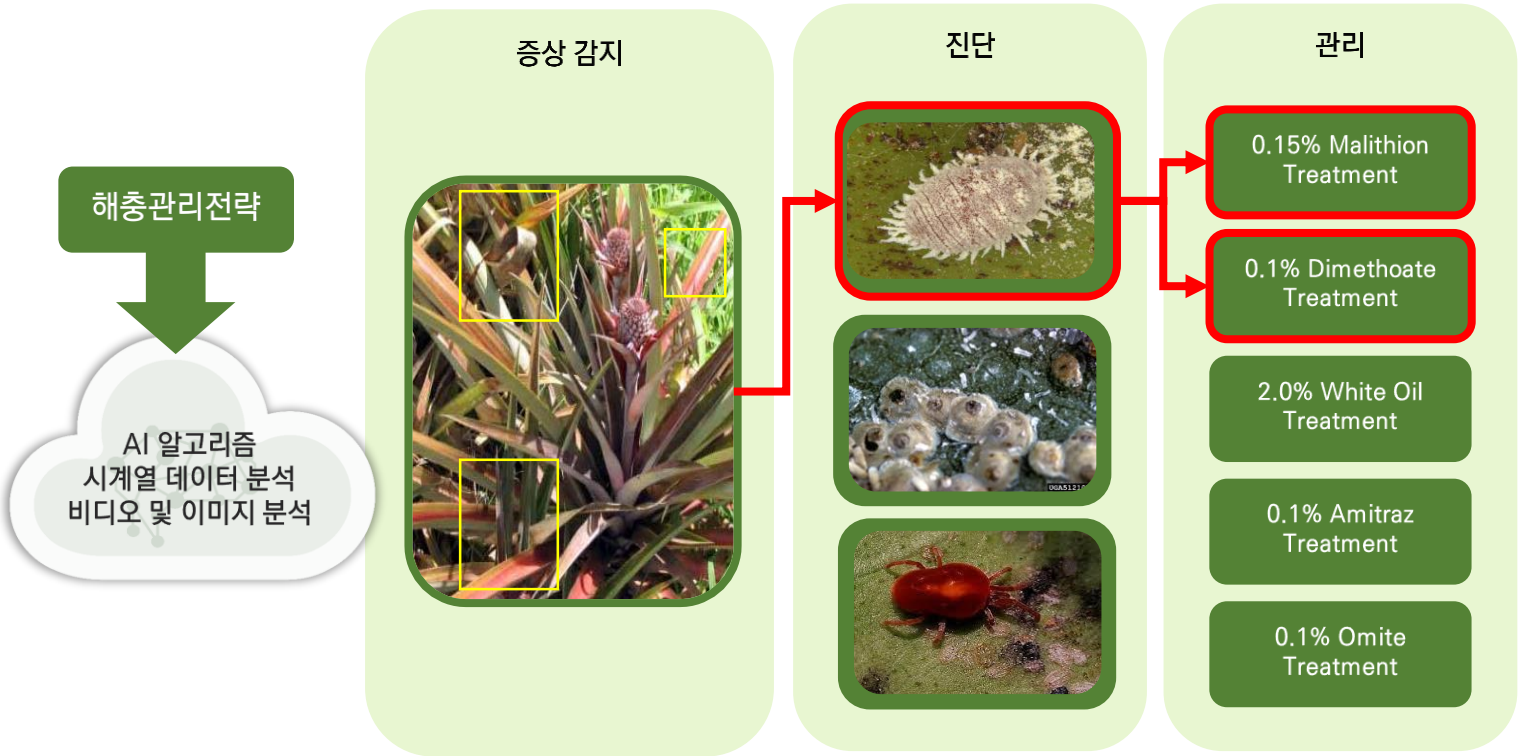 증상 감지
진단
관리
해충관리전략
AI 알고리즘
시계열 데이터 분석
비디오 및 이미지 분석
0.15% Malithion
Treatment
0.1% Dimethoate
Treatment
2.0% White Oil
Treatment
0.1% Amitraz
Treatment
0.1% Omite
Treatment